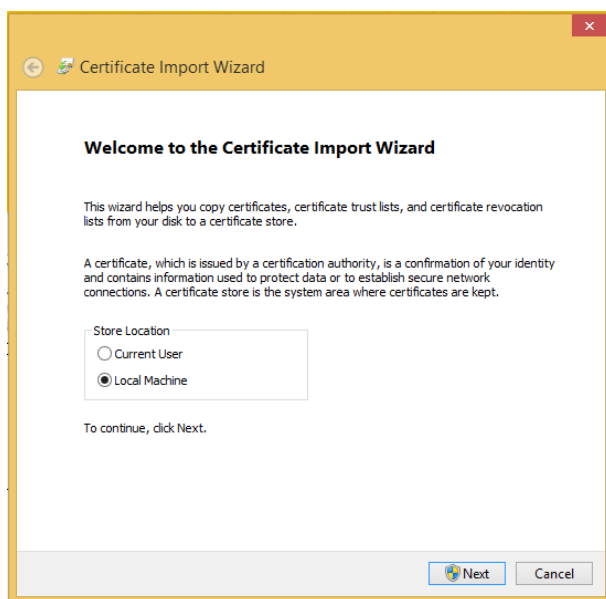 Certificate Import Wizard
Welcome to the Certificate Import Wizard
This wizard helps you copy certificates, certificate trust lists, and certificate revocation
lists from your disk to a certificate store.
A certificate, which is issued by a certification authority, is a confirmation of your identity
and contains information used to protect data or to establish secure network
connections. A certificate store is the system area where certificates are kept.
Store Location
Current User
Local Machine
To continue, click Next.
Next Cancel